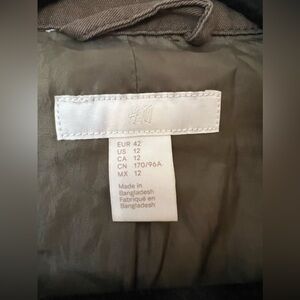 H&M
EUR 42
US 12
CA 12
CN 170/96A
MX 12
Made in
Bangladesh
Fabriqué en
Bangladesh